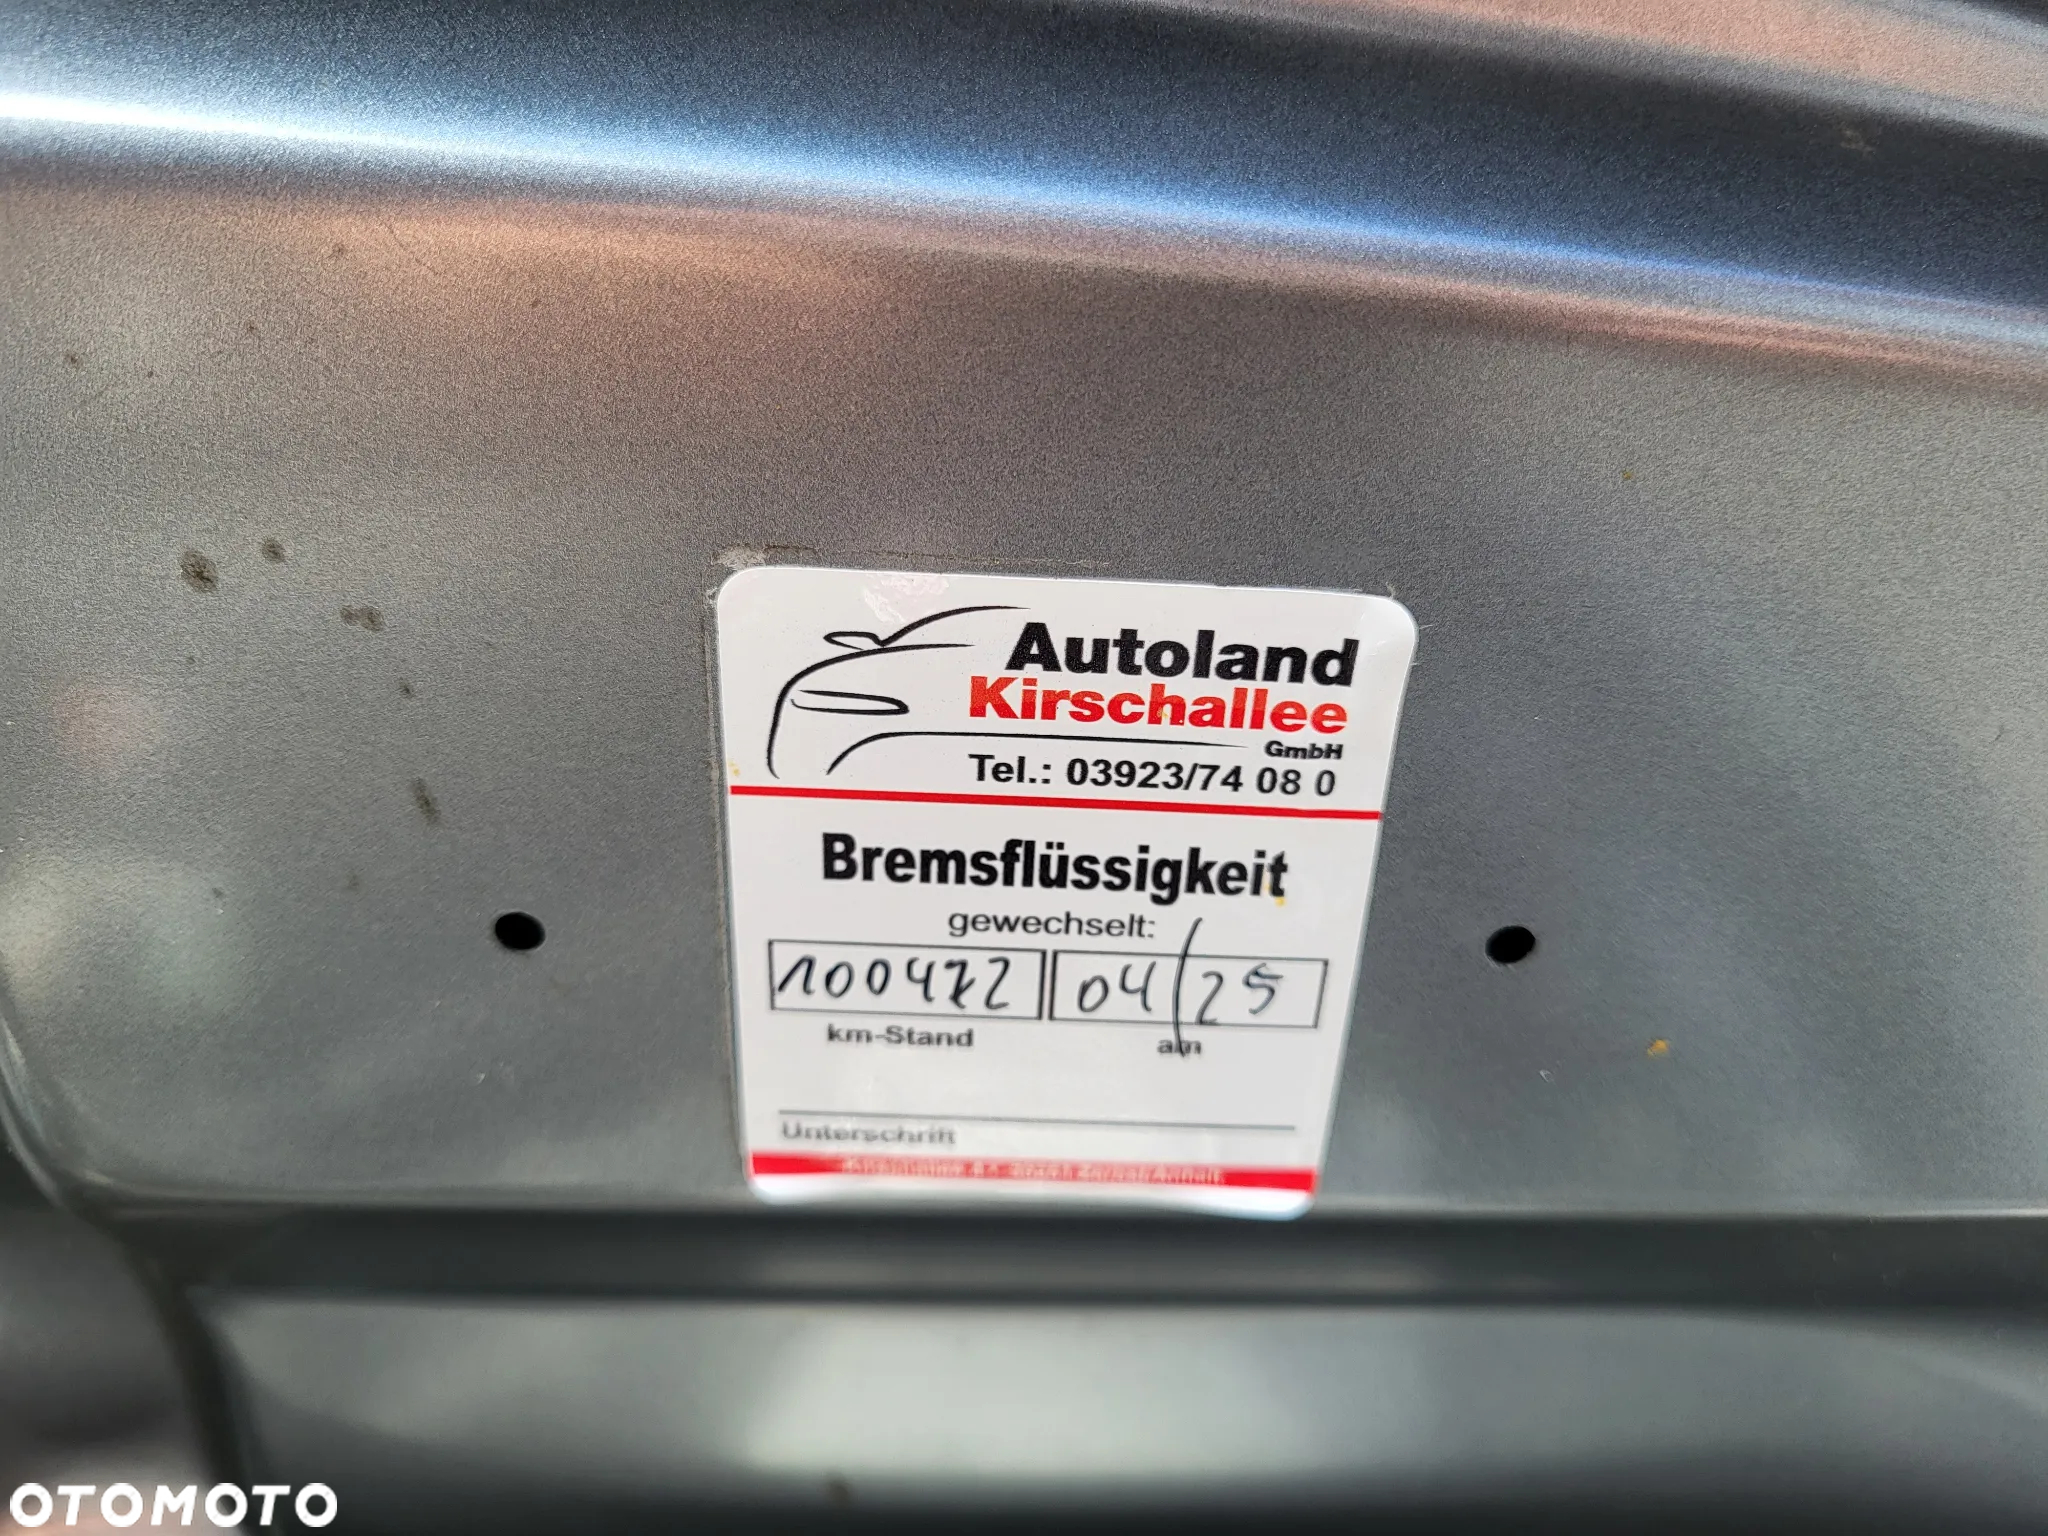 Autoland
Kirschallee
GmbH
Tel.: 03923/74 08 0
Bremsflüssigkeit
gewechselt:
100472 04/25
km-Stand am
Unterschrift
OTOMOTO